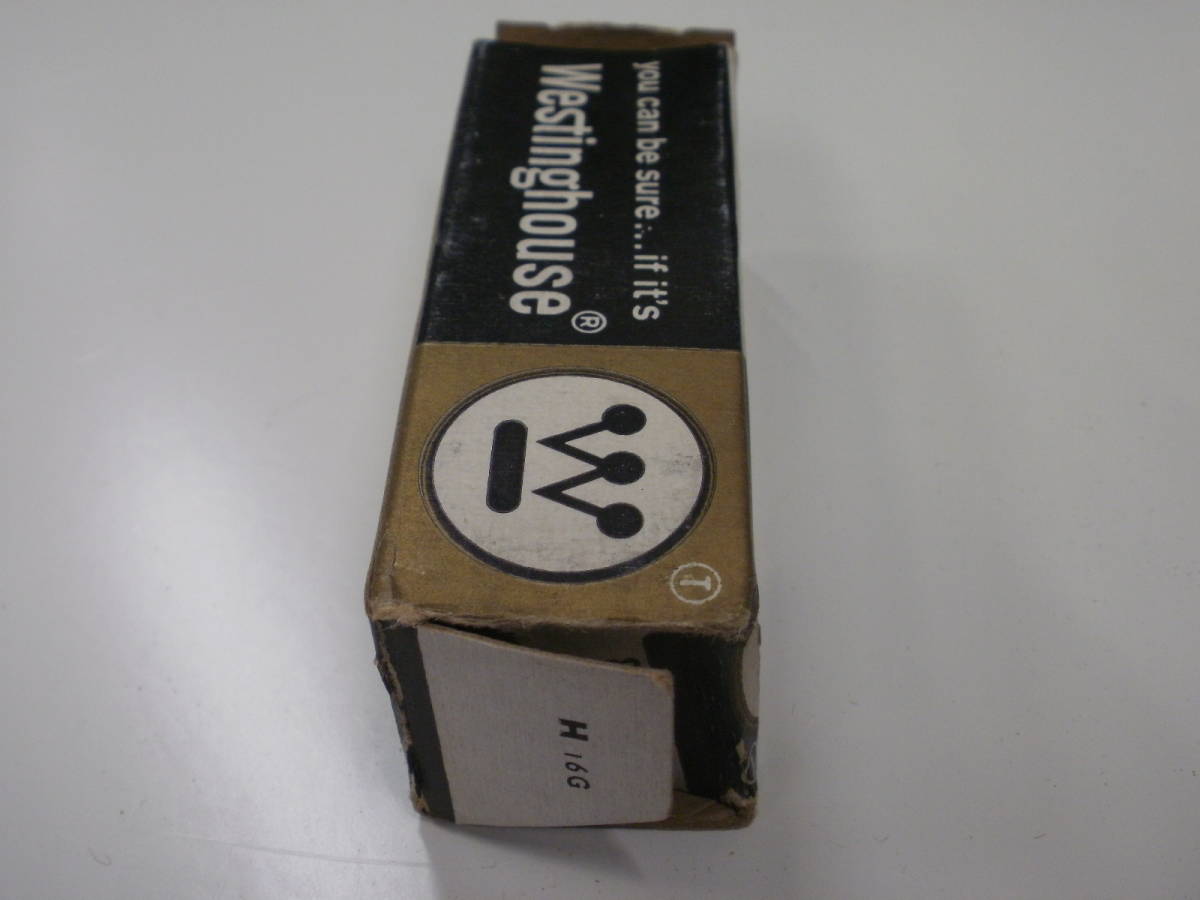 you can be sure...if it's
Westinghouse®
T
H 16G